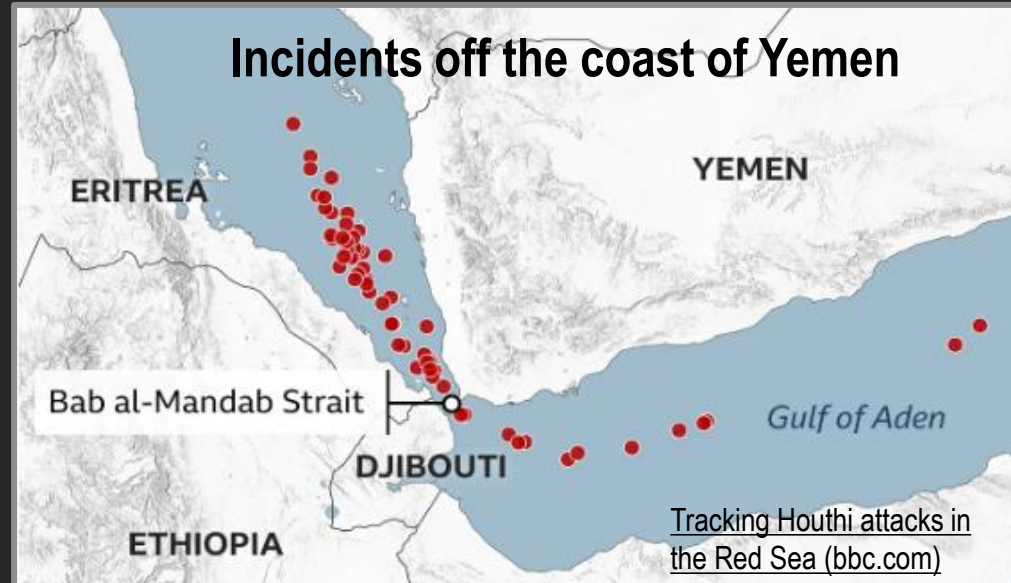 Incidents off the coast of Yemen
YEMEN
ERITREA
Bab al-Mandab Strait
Gulf of Aden
DJIBOUTI
ETHIOPIA
Tracking Houthi attacks in
the Red Sea (bbc.com)